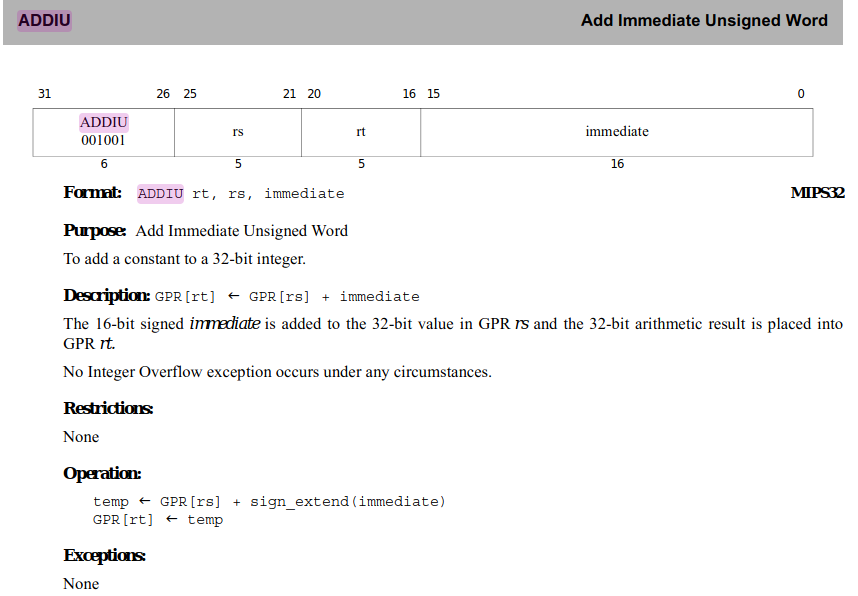 ADDIU Add Immediate Unsigned Word
31 26 25 21 20 16 15 0
ADDIU
001001
rs rt immediate
6 5 5 16
Format: ADDIU rt, rs, immediate MIPS32
Purpose: Add Immediate Unsigned Word
To add a constant to a 32-bit integer.
Description: GPR[rt] ← GPR[rs] + immediate
The 16-bit signed immediate is added to the 32-bit value in GPR rs and the 32-bit arithmetic result is placed into
GPR rt.
No Integer Overflow exception occurs under any circumstances.
Restrictions:
None
Operation:
temp ← GPR[rs] + sign_extend(immediate)
GPR[rt] ← temp
Exceptions:
None